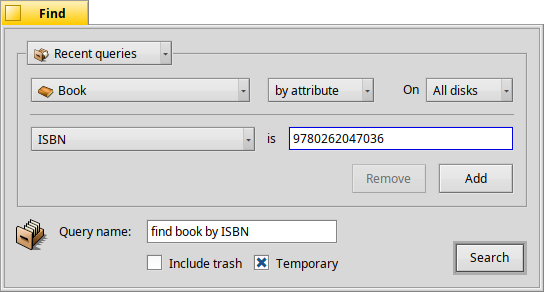 Find
Recent queries
Book by attribute On All disks
ISBN is 9780262047036
Remove Add
Query name: find book by ISBN
Include trash Temporary
Search